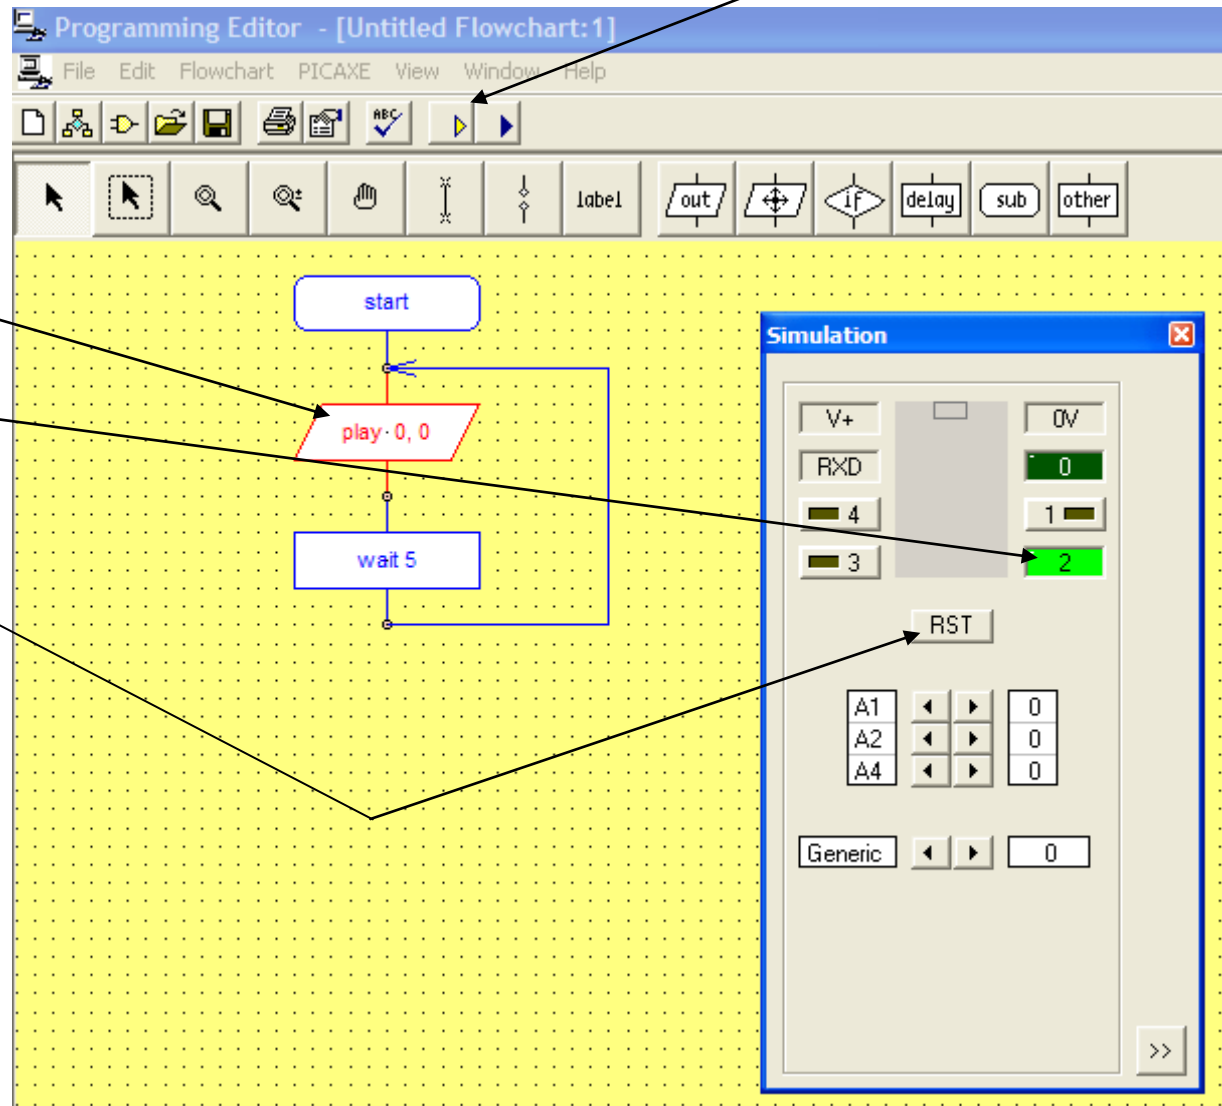 Programming Editor - [Untitled Flowchart:1]
File Edit Flowchart PICAXE View Window Help
ABC
label out if delay sub other
start
play 0, 0
wait 5
Simulation
V+ 0V
RXD 0
4 1
3 2
RST
A1 0
A2 0
A4 0
Generic 0
>>